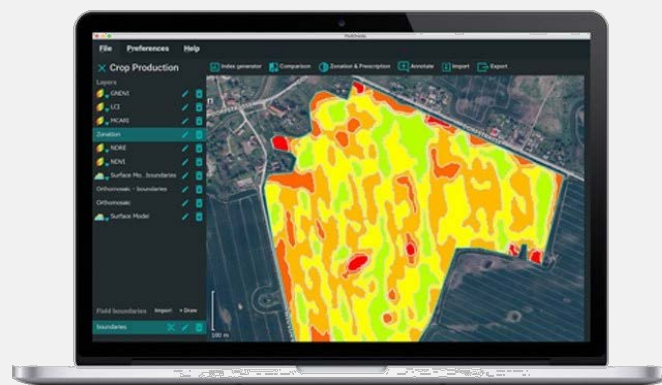 File Preferences Help
Crop Production
Index generator Comparison Zonation & Prescription Annotate Import Export
Layers
GNDVI
LCI
MCARI
Zonation
NDRE
NDVI
Surface Mo...boundaries
Orthomosaic - boundaries
Orthomosaic
Surface Model
Field boundaries Import + Draw
boundaries
100 m